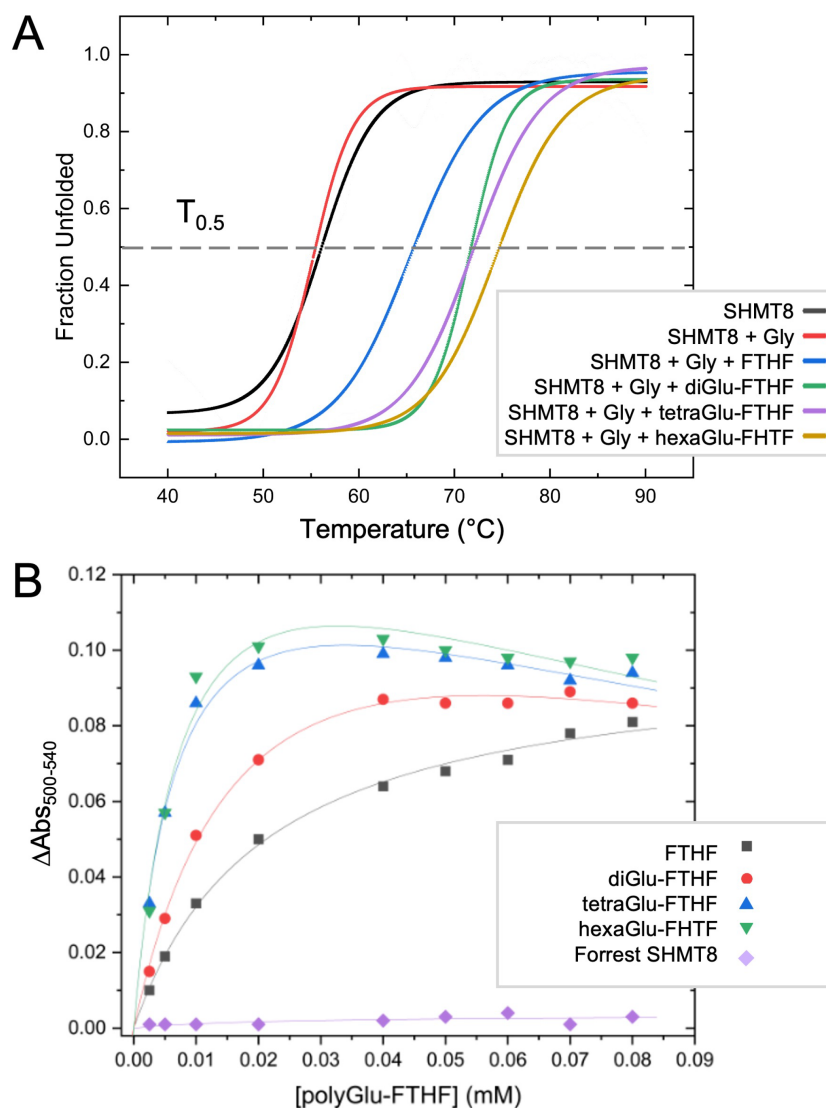 A
1.0
0.8
0.6
0.4
0.2
0.0
Fraction Unfolded
T0.5
SHMT8
SHMT8 + Gly
SHMT8 + Gly + FTHF
SHMT8 + Gly + diGlu-FTHF
SHMT8 + Gly + tetraGlu-FTHF
SHMT8 + Gly + hexaGlu-FHTF
40 50 60 70 80 90
Temperature (°C)
B
0.12
0.10
0.08
0.06
0.04
0.02
0.00
ΔAbs500-540
FTHF
diGlu-FTHF
tetraGlu-FTHF
hexaGlu-FHTF
Forrest SHMT8
0.00 0.01 0.02 0.03 0.04 0.05 0.06 0.07 0.08 0.09
[polyGlu-FTHF] (mM)